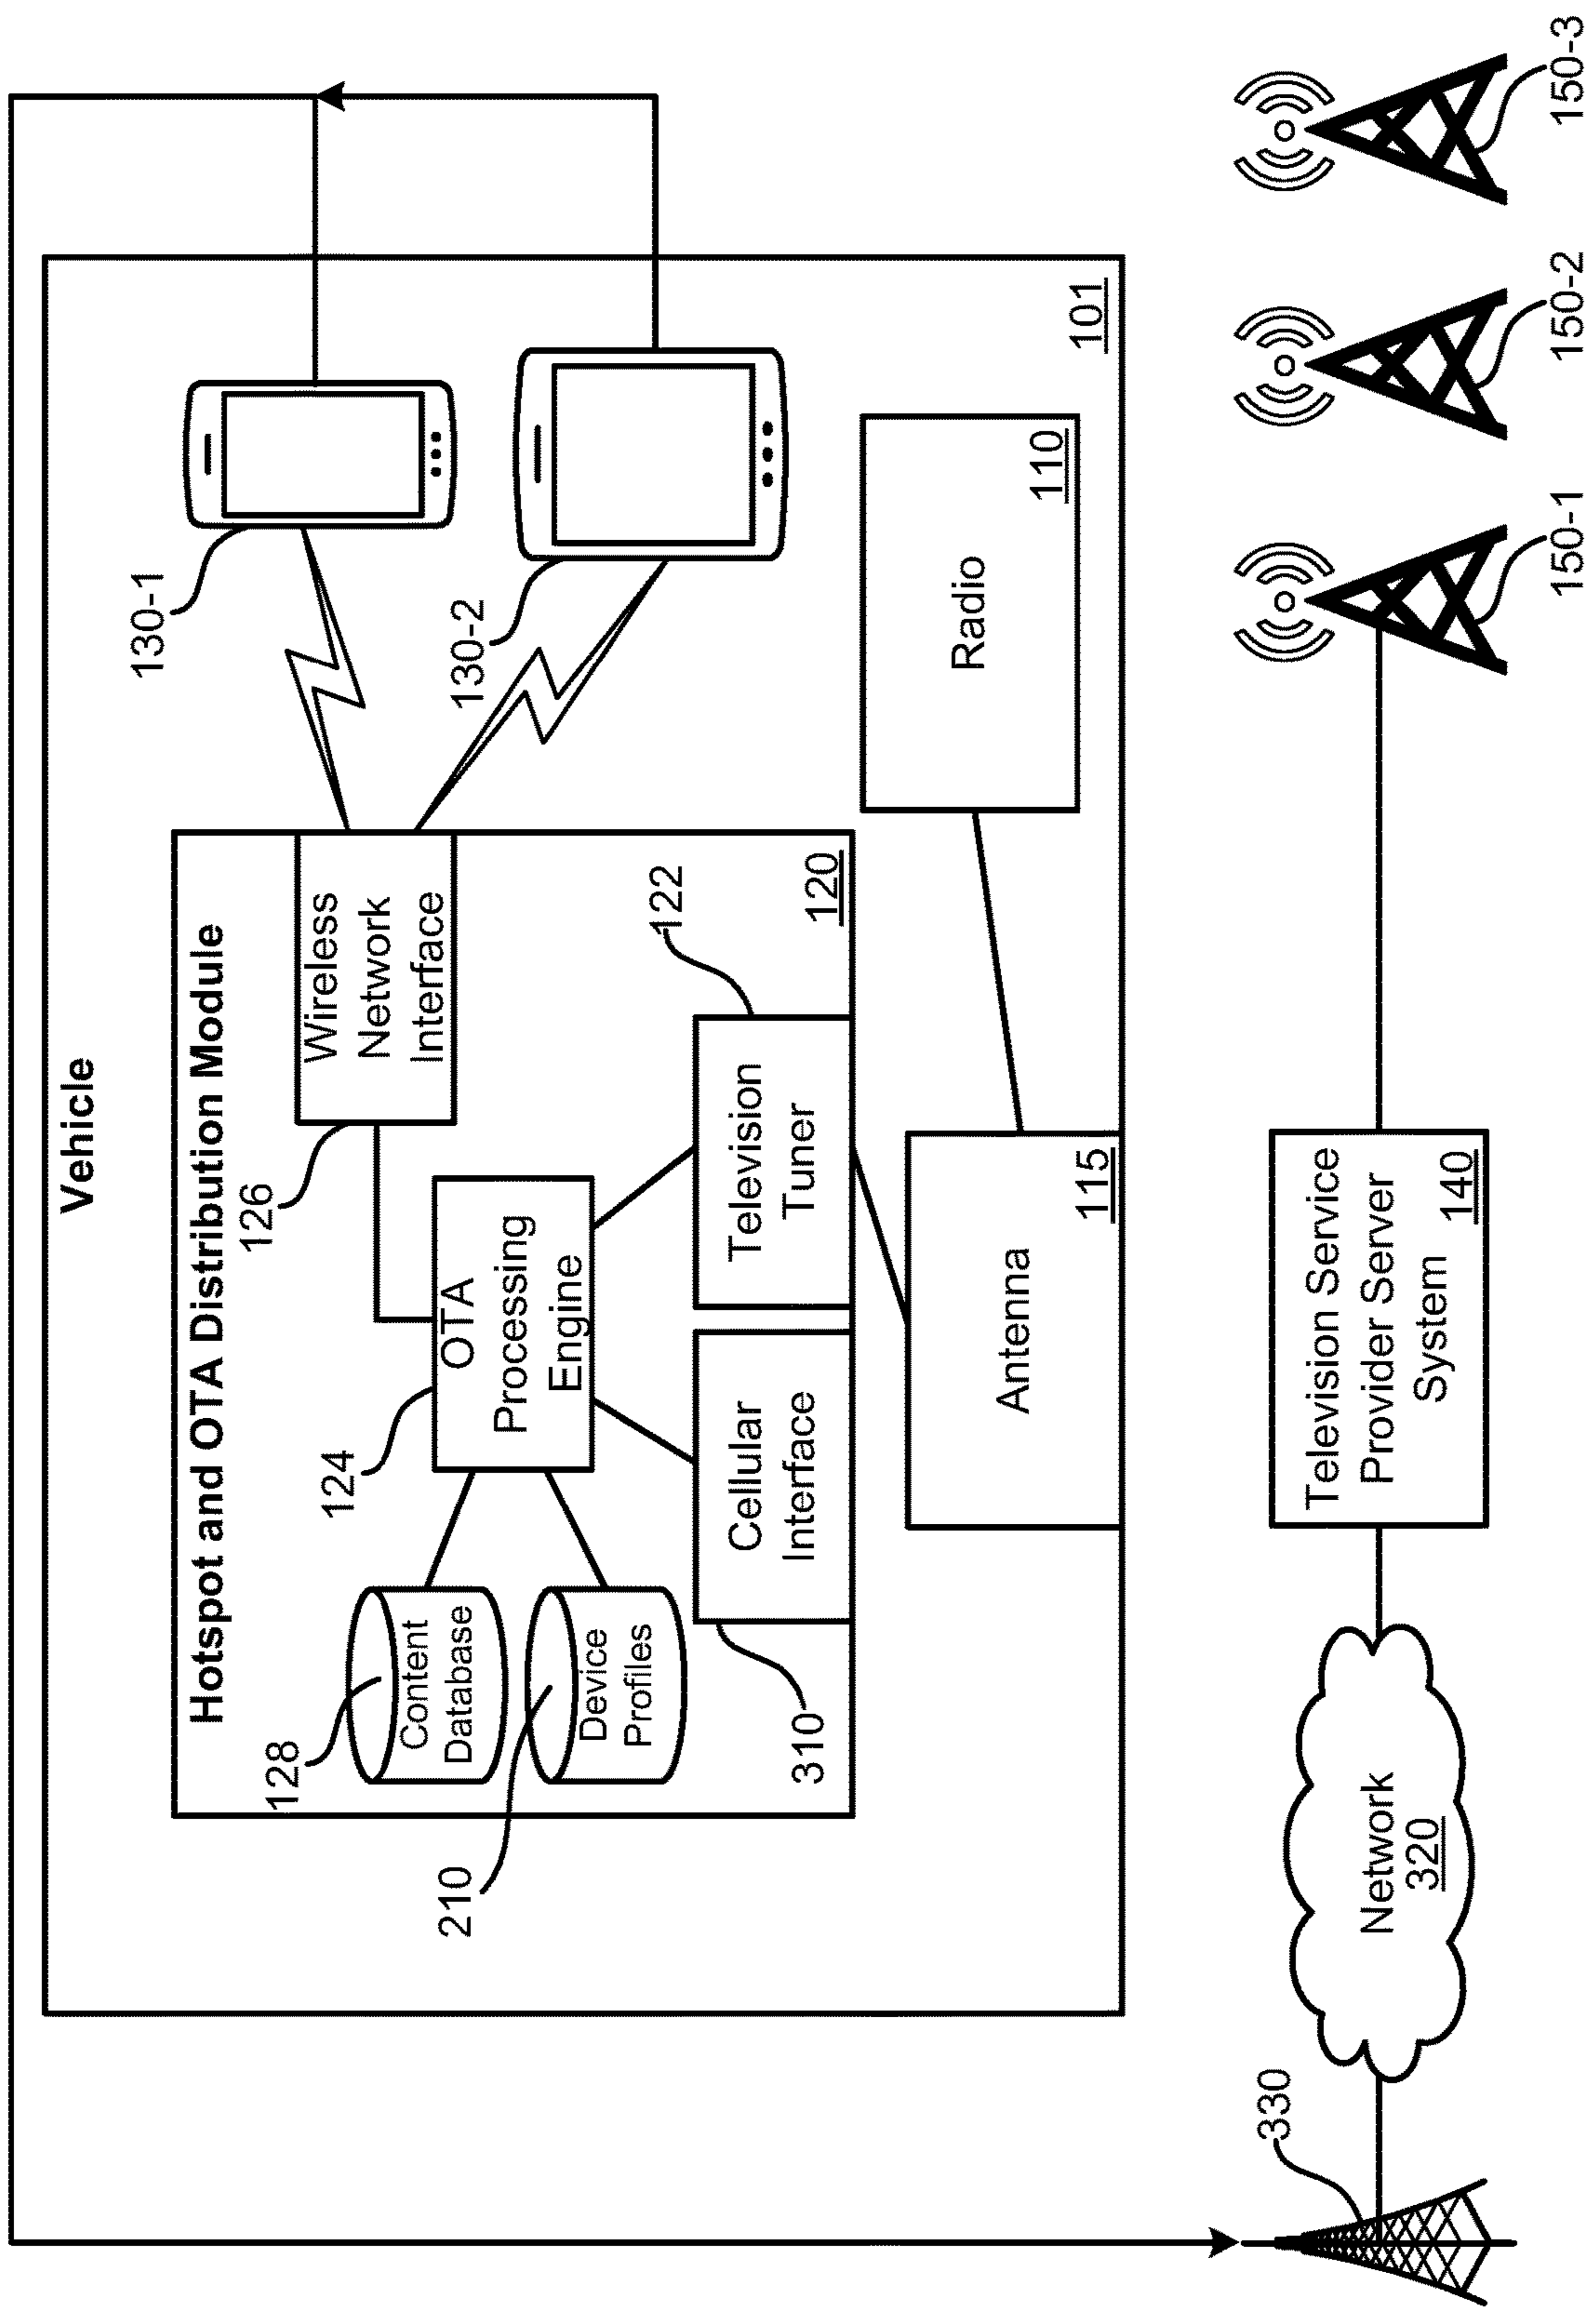 Vehicle
Hotspot and OTA Distribution Module
128
Content
Database
210
Device
Profiles
124
OTA
Processing
Engine
126
Wireless
Network
Interface
130-1
130-2
310
Cellular
Interface
Television
Tuner
122
120
Antenna
115
Radio
110
101
330
Network
320
Television Service
Provider Server
System
140
150-1
150-2
150-3